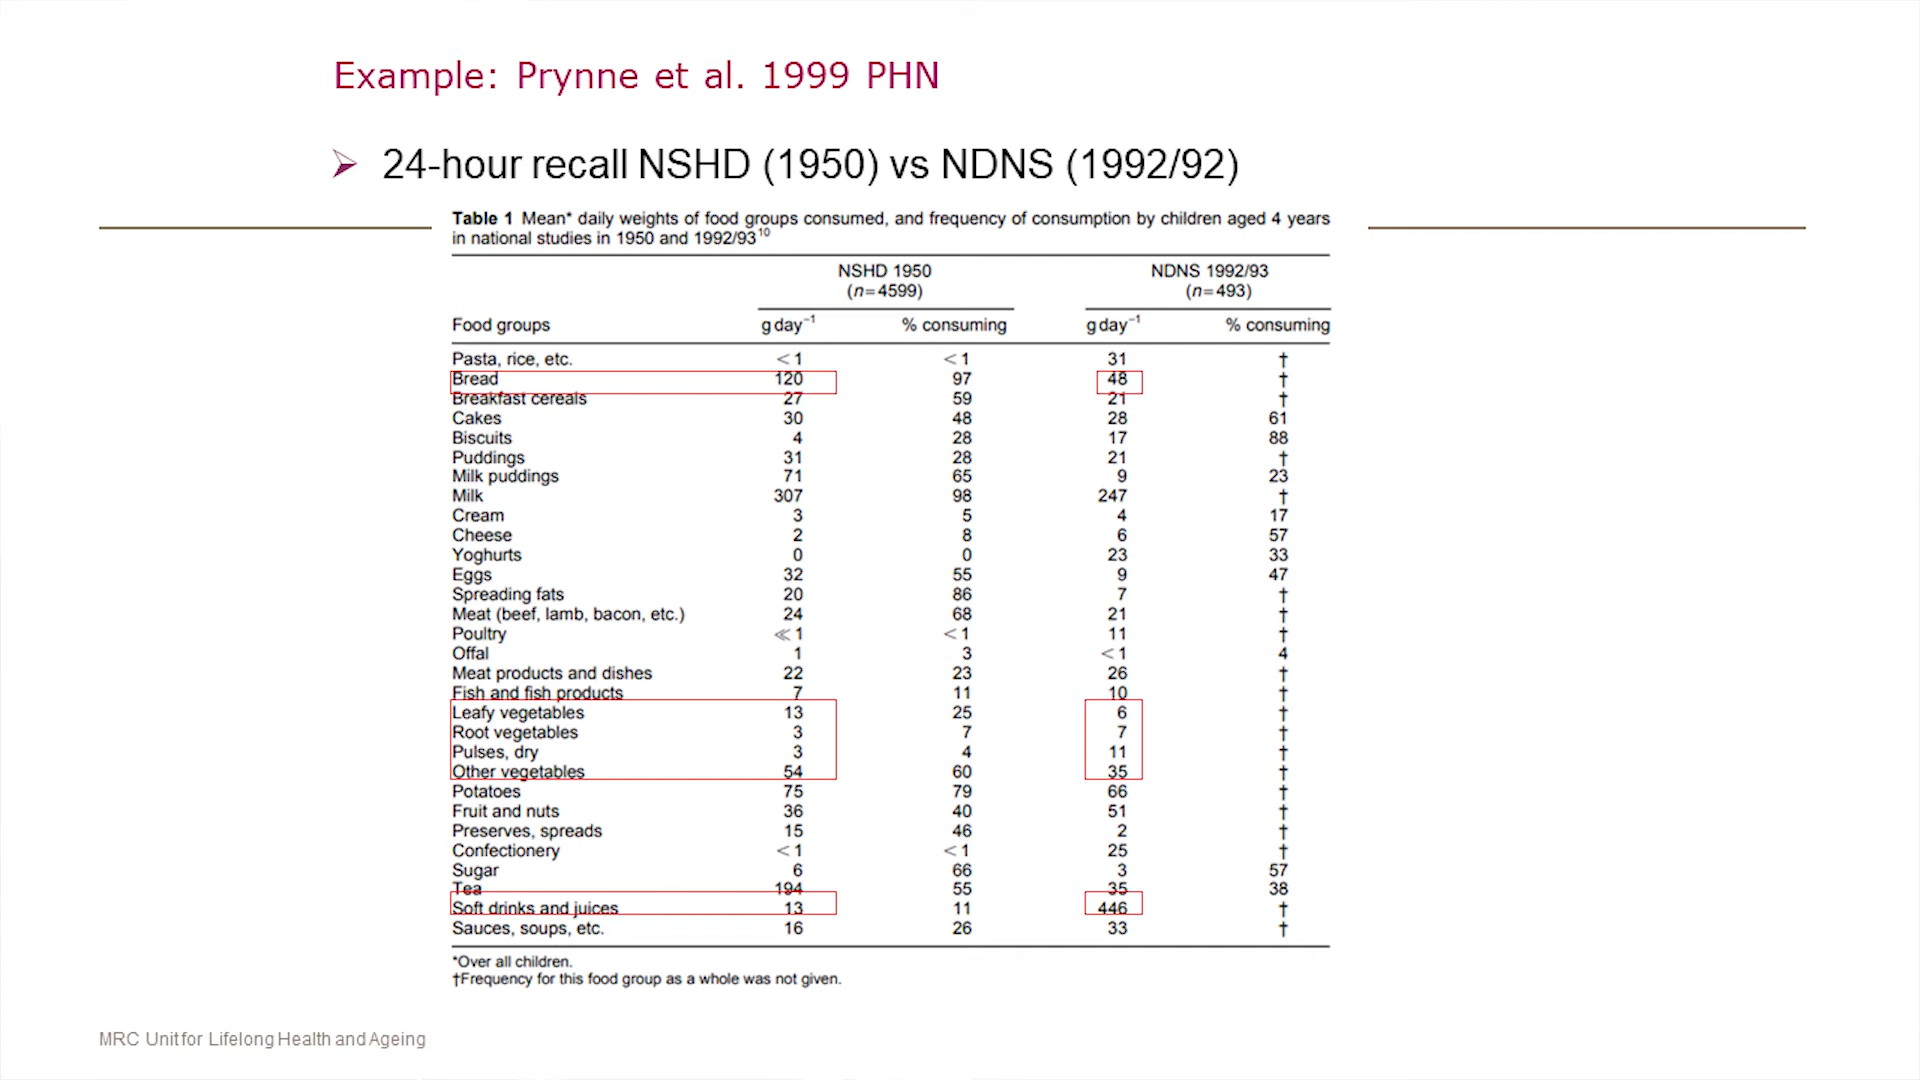 Example: Prynne et al. 1999 PHN
➢ 24-hour recall NSHD (1950) vs NDNS (1992/92)
Table 1 Mean* daily weights of food groups consumed, and frequency of consumption by children aged 4 years
in national studies in 1950 and 1992/93¹⁰
NSHD 1950 NDNS 1992/93
(n=4599) (n=493)
Food groups g day⁻¹ % consuming g day⁻¹ % consuming
Pasta, rice, etc. <1 <1 31 †
Bread 120 97 48 †
Breakfast cereals 27 59 21 †
Cakes 30 48 28 61
Biscuits 4 28 17 88
Puddings 31 28 21 †
Milk puddings 71 65 9 23
Milk 307 98 247 †
Cream 3 5 4 17
Cheese 2 8 6 57
Yoghurts 0 0 23 33
Eggs 32 55 9 47
Spreading fats 20 86 7 †
Meat (beef, lamb, bacon, etc.) 24 68 21 †
Poultry ≪1 <1 11 †
Offal 1 3 <1 4
Meat products and dishes 22 23 26 †
Fish and fish products 7 11 10 †
Leafy vegetables 13 25 6 †
Root vegetables 3 7 7 †
Pulses, dry 3 4 11 †
Other vegetables 54 60 35 †
Potatoes 75 79 66 †
Fruit and nuts 36 40 51 †
Preserves, spreads 15 46 2 †
Confectionery <1 <1 25 †
Sugar 6 66 3 57
Tea 194 55 35 38
Soft drinks and juices 13 11 446 †
Sauces, soups, etc. 16 26 33 †
*Over all children.
†Frequency for this food group as a whole was not given.
MRC Unit for Lifelong Health and Ageing